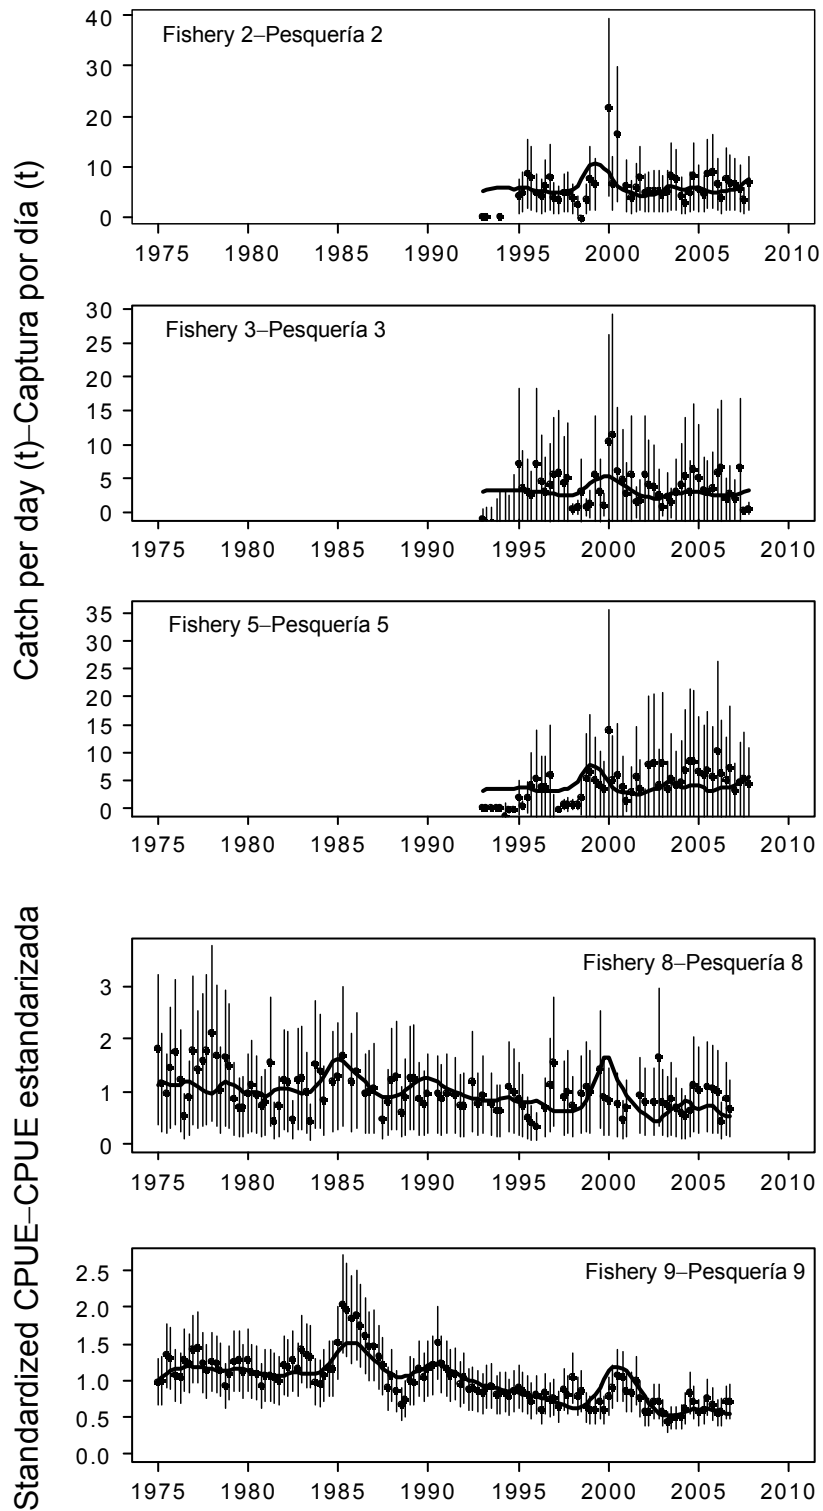 Catch per day (t)–Captura por día (t)
Fishery 2–Pesquería 2
40
30
20
10
0
1975 1980 1985 1990 1995 2000 2005 2010
Fishery 3–Pesquería 3
30
25
20
15
10
5
0
1975 1980 1985 1990 1995 2000 2005 2010
Fishery 5–Pesquería 5
35
30
25
20
15
10
5
0
1975 1980 1985 1990 1995 2000 2005 2010
Standardized CPUE–CPUE estandarizada
Fishery 8–Pesquería 8
3
2
1
0
1975 1980 1985 1990 1995 2000 2005 2010
Fishery 9–Pesquería 9
2.5
2.0
1.5
1.0
0.5
0.0
1975 1980 1985 1990 1995 2000 2005 2010